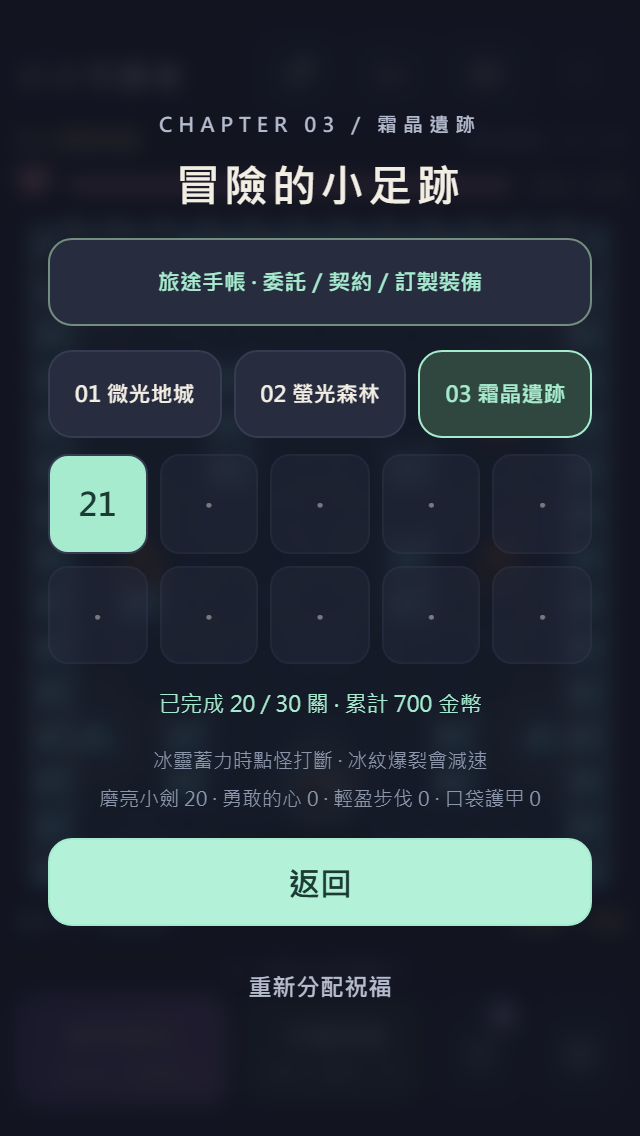 CHAPTER 03 / 霜晶遺跡
冒險的小足跡
旅途手帳 · 委託 / 契約 / 訂製裝備
01 微光地城
02 螢光森林
03 霜晶遺跡
21 · · · ·
· · · · ·
已完成 20 / 30 關 · 累計 700 金幣
冰靈蓄力時點怪打斷 · 冰紋爆裂會減速
磨亮小劍 20 · 勇敢的心 0 · 輕盈步伐 0 · 口袋護甲 0
返回
重新分配祝福